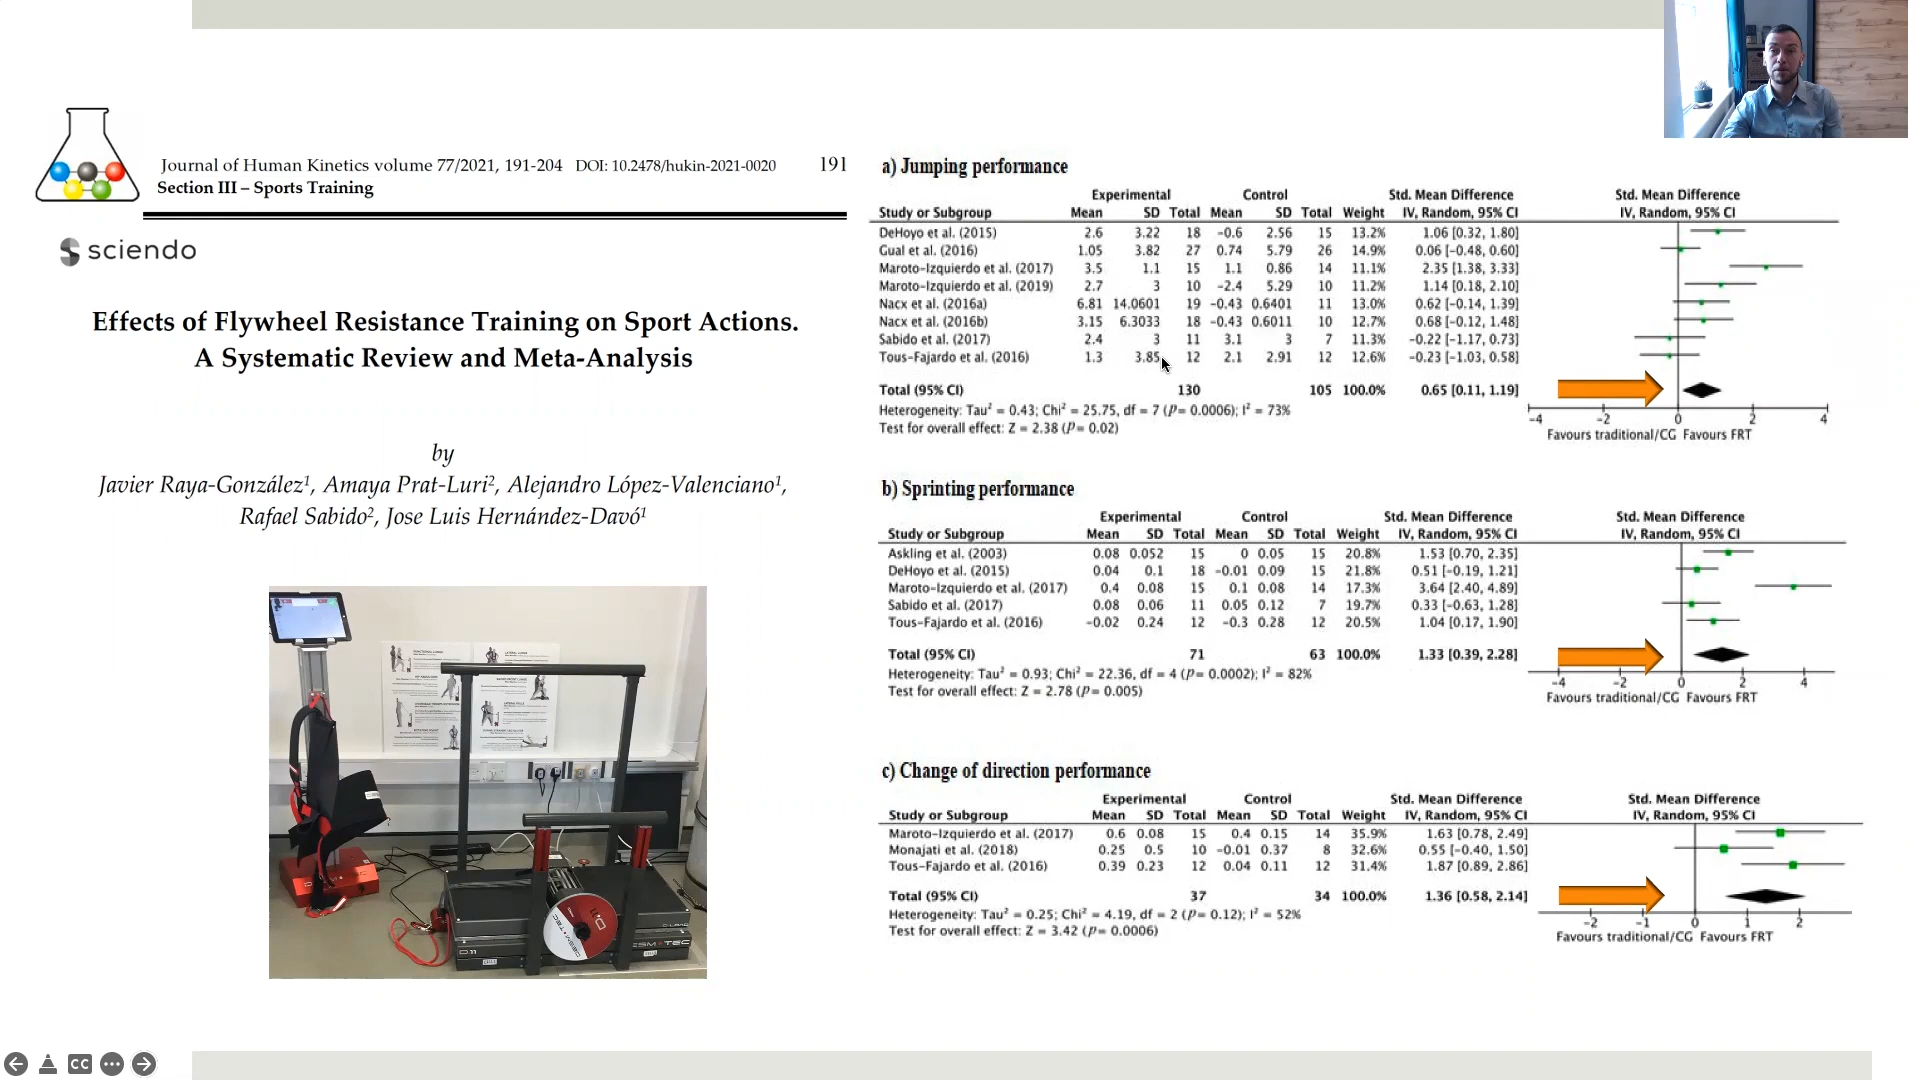 Journal of Human Kinetics volume 77/2021, 191-204 DOI: 10.2478/hukin-2021-0020 191
Section III – Sports Training
sciendo
Effects of Flywheel Resistance Training on Sport Actions.
A Systematic Review and Meta-Analysis
by
Javier Raya-González¹, Amaya Prat-Luri², Alejandro López-Valenciano¹,
Rafael Sabido², Jose Luis Hernández-Davó¹
a) Jumping performance
Experimental Control Std. Mean Difference Std. Mean Difference
Study or Subgroup Mean SD Total Mean SD Total Weight IV, Random, 95% CI IV, Random, 95% CI
DeHoyo et al. (2015) 2.6 3.22 18 -0.6 2.56 15 13.2% 1.06 [0.32, 1.80]
Gual et al. (2016) 1.05 3.82 27 0.74 5.79 26 14.9% 0.06 [-0.48, 0.60]
Maroto-Izquierdo et al. (2017) 3.5 1.1 15 1.1 0.86 14 11.1% 2.35 [1.38, 3.33]
Maroto-Izquierdo et al. (2019) 2.7 3 10 -2.4 5.29 10 11.2% 1.14 [0.18, 2.10]
Nacx et al. (2016a) 6.81 14.0601 19 -0.43 0.6401 11 13.0% 0.62 [-0.14, 1.39]
Nacx et al. (2016b) 3.15 6.3033 18 -0.43 0.6011 10 12.7% 0.68 [-0.12, 1.48]
Sabido et al. (2017) 2.4 3 11 3.1 3 7 11.3% -0.22 [-1.17, 0.73]
Tous-Fajardo et al. (2016) 1.3 3.85 12 2.1 2.91 12 12.6% -0.23 [-1.03, 0.58]
Total (95% CI) 130 105 100.0% 0.65 [0.11, 1.19]
Heterogeneity: Tau² = 0.43; Chi² = 25.75, df = 7 (P = 0.0006); I² = 73%
Test for overall effect: Z = 2.38 (P = 0.02)
-4 -2 0 2 4
Favours traditional/CG Favours FRT
b) Sprinting performance
Experimental Control Std. Mean Difference Std. Mean Difference
Study or Subgroup Mean SD Total Mean SD Total Weight IV, Random, 95% CI IV, Random, 95% CI
Askling et al. (2003) 0.08 0.052 15 0 0.05 15 20.8% 1.53 [0.70, 2.35]
DeHoyo et al. (2015) 0.04 0.1 18 -0.01 0.09 15 21.8% 0.51 [-0.19, 1.21]
Maroto-Izquierdo et al. (2017) 0.4 0.08 15 0.1 0.08 14 17.3% 3.64 [2.40, 4.89]
Sabido et al. (2017) 0.08 0.06 11 0.05 0.12 7 19.7% 0.33 [-0.63, 1.28]
Tous-Fajardo et al. (2016) -0.02 0.24 12 -0.3 0.28 12 20.5% 1.04 [0.17, 1.90]
Total (95% CI) 71 63 100.0% 1.33 [0.39, 2.28]
Heterogeneity: Tau² = 0.93; Chi² = 22.36, df = 4 (P = 0.0002); I² = 82%
Test for overall effect: Z = 2.78 (P = 0.005)
-4 -2 0 2 4
Favours traditional/CG Favours FRT
c) Change of direction performance
Experimental Control Std. Mean Difference Std. Mean Difference
Study or Subgroup Mean SD Total Mean SD Total Weight IV, Random, 95% CI IV, Random, 95% CI
Maroto-Izquierdo et al. (2017) 0.6 0.08 15 0.4 0.15 14 35.9% 1.63 [0.78, 2.49]
Monajati et al. (2018) 0.25 0.5 10 -0.01 0.37 8 32.6% 0.55 [-0.40, 1.50]
Tous-Fajardo et al. (2016) 0.39 0.23 12 0.04 0.11 12 31.4% 1.87 [0.89, 2.86]
Total (95% CI) 37 34 100.0% 1.36 [0.58, 2.14]
Heterogeneity: Tau² = 0.25; Chi² = 4.19, df = 2 (P = 0.12); I² = 52%
Test for overall effect: Z = 3.42 (P = 0.0006)
-2 -1 0 1 2
Favours traditional/CG Favours FRT
D11
CC